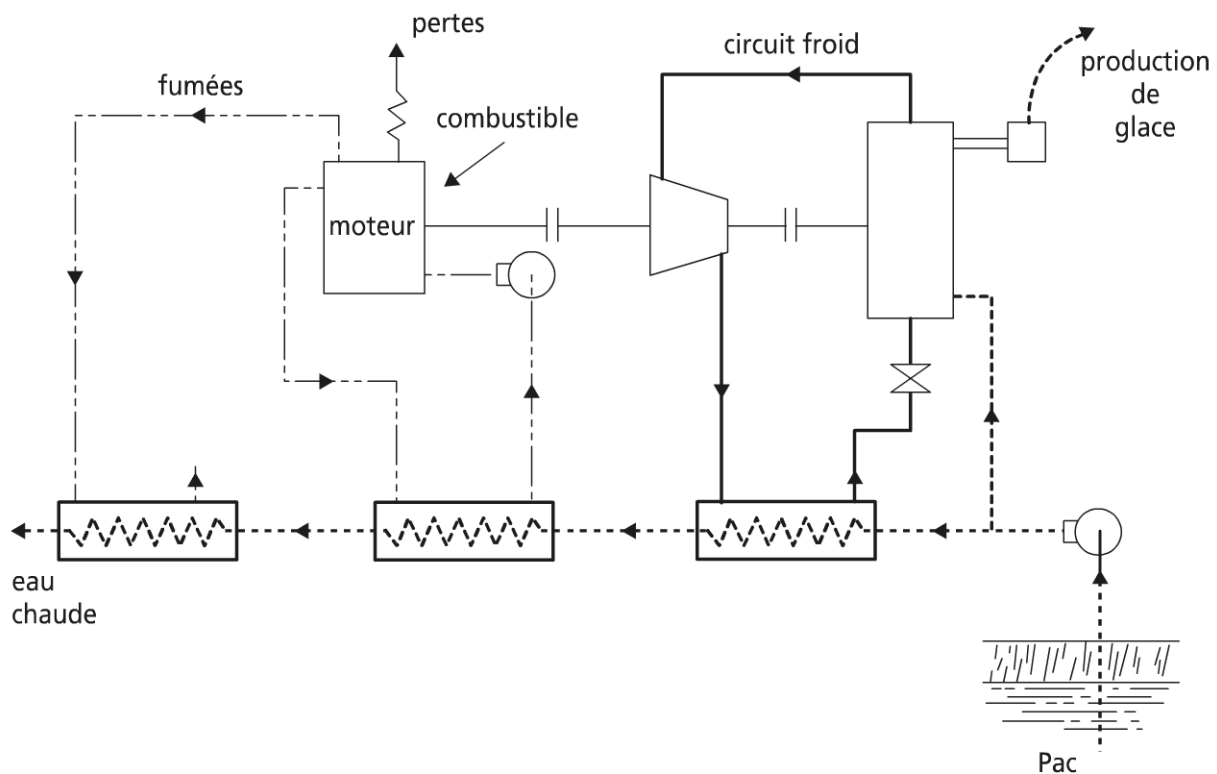 pertes
circuit froid
fumées
combustible
production
de
glace
moteur
eau
chaude
Pac